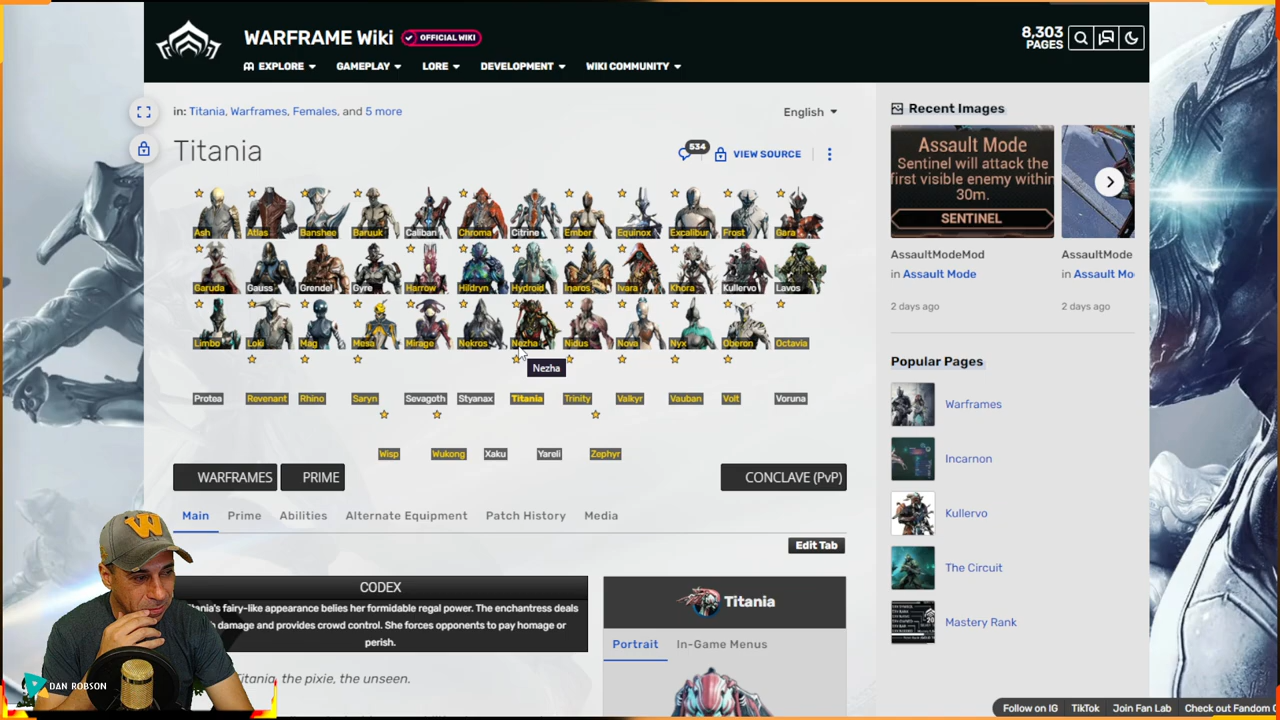 WARFRAME Wiki OFFICIAL WIKI
8,303
PAGES
EXPLORE GAMEPLAY LORE DEVELOPMENT WIKI COMMUNITY
in: Titania, Warframes, Females, and 5 more
English
Titania
534
VIEW SOURCE
Ash Atlas Banshee Baruuk Caliban Chroma Citrine Ember Equinox Excalibur Frost Gara
Garuda Gauss Grendel Gyre Harrow Hildryn Hydroid Inaros Ivara Khora Kullervo Lavos
Limbo Loki Mag Mesa Mirage Nekros Nezha Nidus Nova Nyx Oberon Octavia
Nezha
Protea Revenant Rhino Saryn Sevagoth Styanax Titania Trinity Valkyr Vauban Volt Voruna
Wisp Wukong Xaku Yareli Zephyr
WARFRAMES PRIME
CONCLAVE (PvP)
Main Prime Abilities Alternate Equipment Patch History Media
Edit Tab
CODEX
tania's fairy-like appearance belies her formidable regal power. The enchantress deals
damage and provides crowd control. She forces opponents to pay homage or
perish.
Titania, the pixie, the unseen.
Titania
Portrait In-Game Menus
Recent Images
Assault Mode
Sentinel will attack the
first visible enemy within
30m.
SENTINEL
AssaultModeMod
in Assault Mode
2 days ago
AssaultMode
in Assault Mo
2 days ago
Popular Pages
Warframes
Incarnon
Kullervo
The Circuit
Mastery Rank
Follow on IG TikTok Join Fan Lab Check out Fandom
W
DAN ROBSON